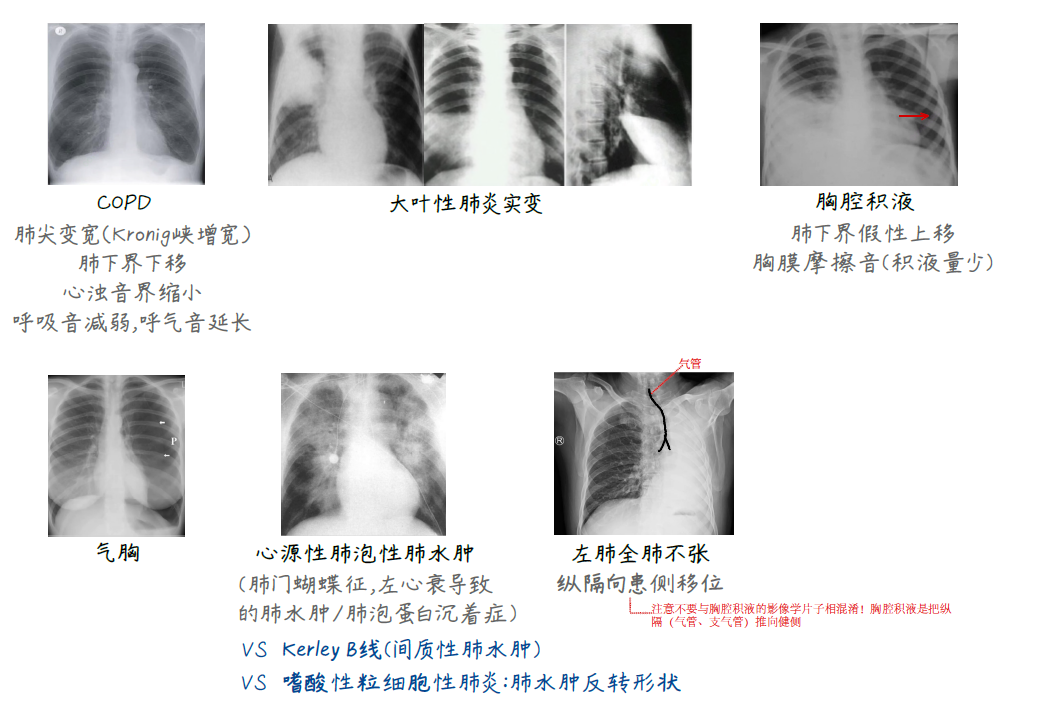 COPD
肺尖变宽(Kronig峡增宽)
肺下界下移
心浊音界缩小
呼吸音减弱,呼气音延长
大叶性肺炎实变
胸腔积液
肺下界假性上移
胸膜摩擦音(积液量少)
P
气胸
心源性肺泡性肺水肿
(肺门蝴蝶征,左心衰导致
的肺水肿/肺泡蛋白沉着症)
VS Kerley B线(间质性肺水肿)
VS 嗜酸性粒细胞性肺炎:肺水肿反转形状
气管
R
左肺全肺不张
纵隔向患侧移位
注意不要与胸腔积液的影像学片子相混淆！胸腔积液是把纵
隔（气管、支气管）推向健侧